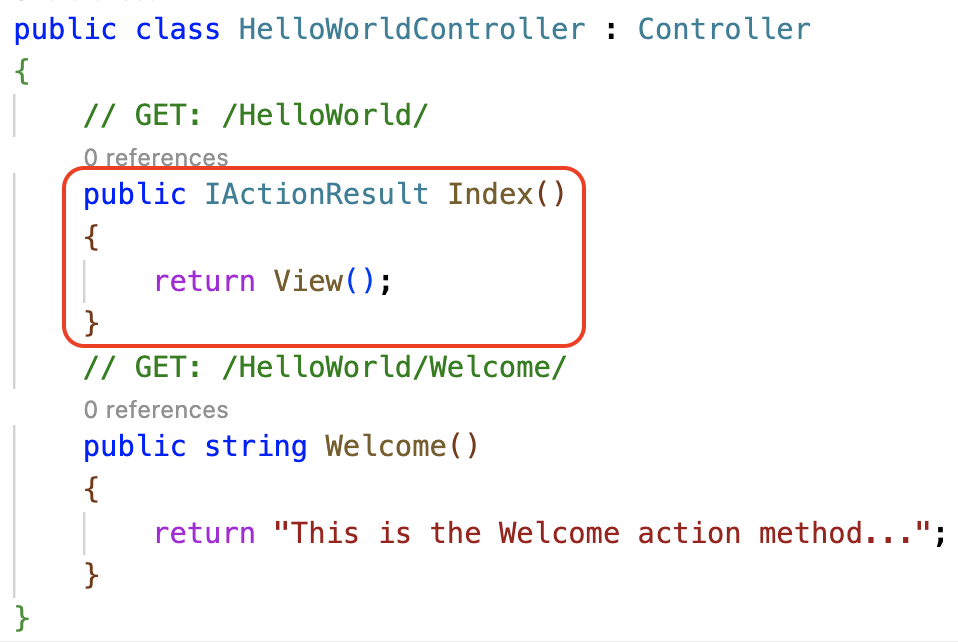 public class HelloWorldController : Controller
{
// GET: /HelloWorld/
0 references
public IActionResult Index()
{
return View();
}
// GET: /HelloWorld/Welcome/
0 references
public string Welcome()
{
return "This is the Welcome action method...";
}
}